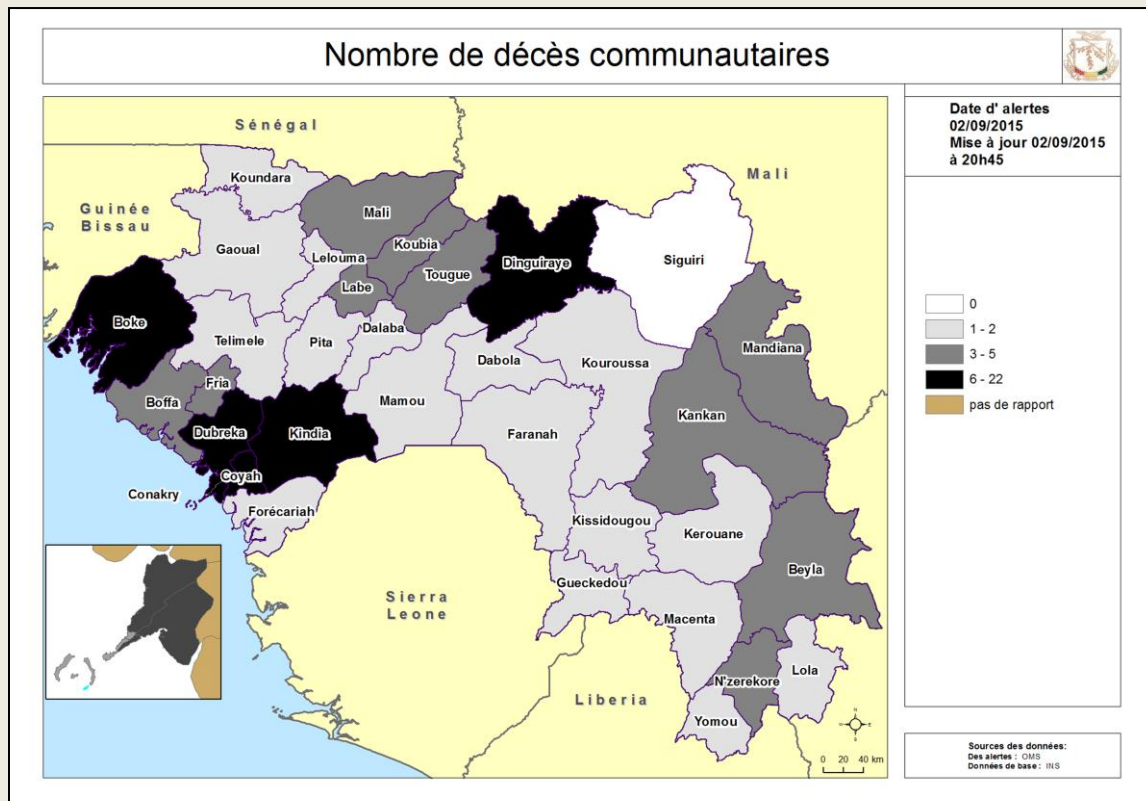 Nombre de décès communautaires
Date d' alertes
02/09/2015
Mise à jour 02/09/2015
à 20h45
0
1 - 2
3 - 5
6 - 22
pas de rapport
Sénégal
Mali
Guinée
Bissau
Koundara
Mali
Gaoual
Koubia
Lelouma
Dinguiraye
Siguiri
Tougue
Labe
Boke
Dalaba
Telimele
Pita
Dabola
Kouroussa
Mandiana
Fria
Boffa
Mamou
Kankan
Dubreka
Kindia
Faranah
Coyah
Conakry
Forécariah
Kissidougou
Kerouane
Beyla
Gueckedou
Sierra
Leone
Macenta
Lola
N'zerekore
Liberia
Yomou
N
E
S
0 20 40 km
Sources des données:
Des alertes : OMS
Données de base : INS